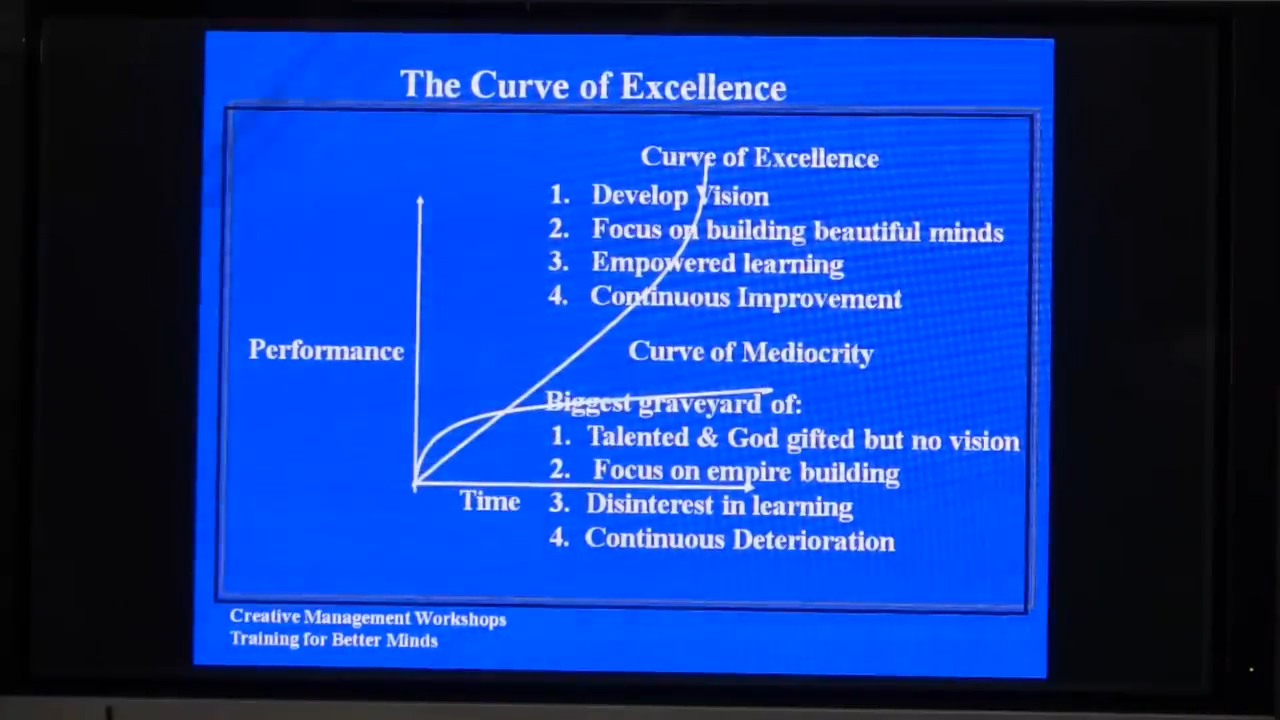 The Curve of Excellence
Curve of Excellence
1. Develop Vision
2. Focus on building beautiful minds
3. Empowered learning
4. Continuous Improvement
Performance
Curve of Mediocrity
Biggest graveyard of:
1. Talented & God gifted but no vision
2. Focus on empire building
Time
3. Disinterest in learning
4. Continuous Deterioration
Creative Management Workshops
Training for Better Minds